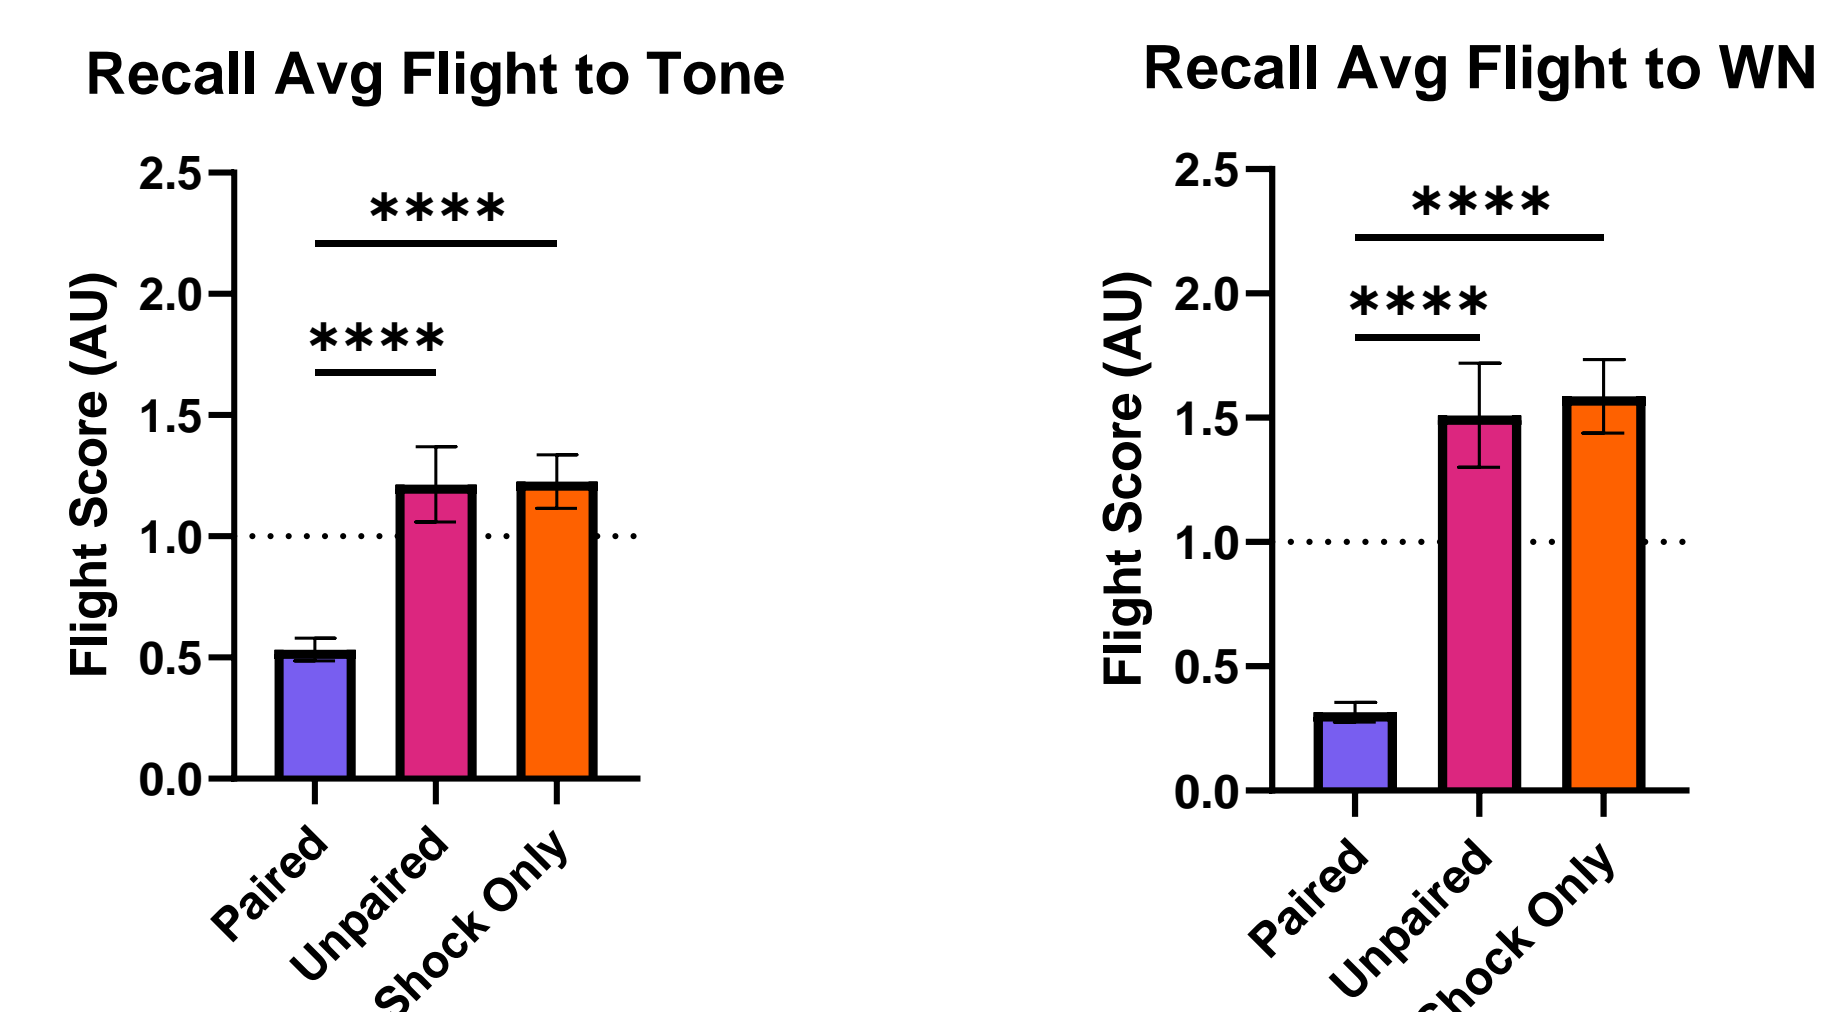 Recall Avg Flight to Tone
Flight Score (AU)
2.5
2.0
1.5
1.0
0.5
0.0
****
****
Paired
Unpaired
Shock Only
Recall Avg Flight to WN
Flight Score (AU)
2.5
2.0
1.5
1.0
0.5
0.0
****
****
Paired
Unpaired
Shock Only